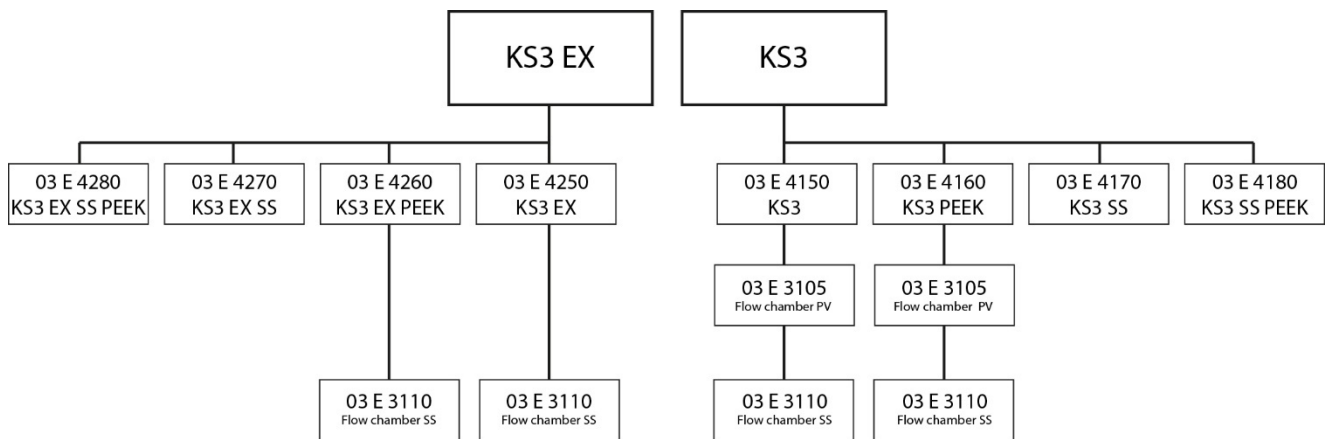 KS3 EX
KS3
03 E 4280
KS3 EX SS PEEK
03 E 4270
KS3 EX SS
03 E 4260
KS3 EX PEEK
03 E 4250
KS3 EX
03 E 4150
KS3
03 E 4160
KS3 PEEK
03 E 4170
KS3 SS
03 E 4180
KS3 SS PEEK
03 E 3105
Flow chamber PV
03 E 3105
Flow chamber PV
03 E 3110
Flow chamber SS
03 E 3110
Flow chamber SS
03 E 3110
Flow chamber SS
03 E 3110
Flow chamber SS